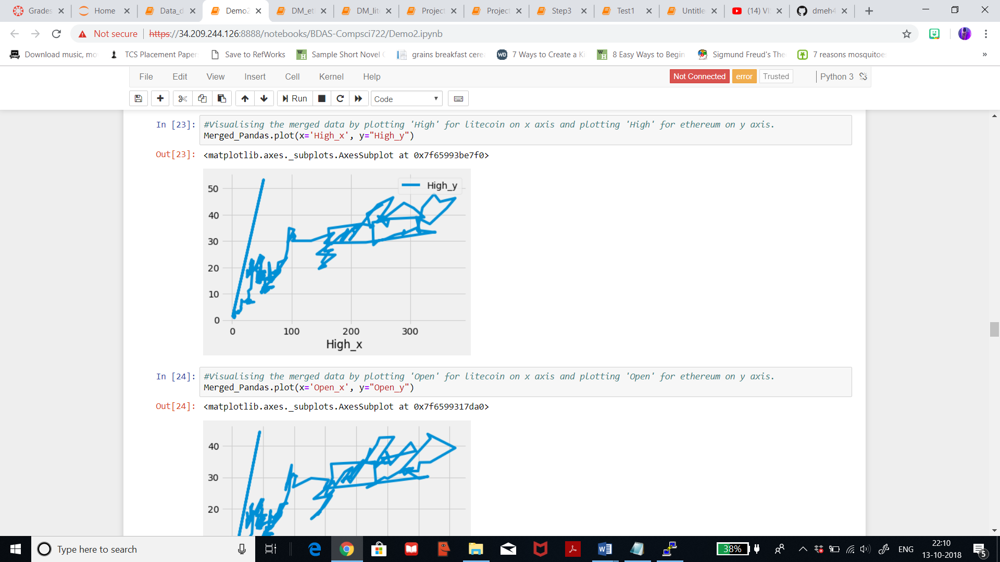 Grades
Home
Data_d
Demo2
DM_et
DM_lite
Project
Project
Step3
Test1
Untitle
(14) VI
dmeh4
Not secure
https://34.209.244.126:8888/notebooks/BDAS-Compsci722/Demo2.ipynb
Download music, mo
TCS Placement Paper
Save to RefWorks
Sample Short Novel
grains breakfast cere
7 Ways to Create a Ki
8 Easy Ways to Begin
Sigmund Freud's The
7 reasons mosquitoe
»
File Edit View Insert Cell Kernel Help
Not Connected error Trusted Python 3
Run Code
In [23]: #Visualising the merged data by plotting 'High' for litecoin on x axis and plotting 'High' for ethereum on y axis.
Merged_Pandas.plot(x='High_x', y="High_y")
Out[23]: <matplotlib.axes._subplots.AxesSubplot at 0x7f65993be7f0>
High_y
50
40
30
20
10
0
0 100 200 300
High_x
In [24]: #Visualising the merged data by plotting 'Open' for litecoin on x axis and plotting 'Open' for ethereum on y axis.
Merged_Pandas.plot(x='Open_x', y="Open_y")
Out[24]: <matplotlib.axes._subplots.AxesSubplot at 0x7f6599317da0>
40
30
20
Type here to search
38%
ENG
22:10
13-10-2018
5